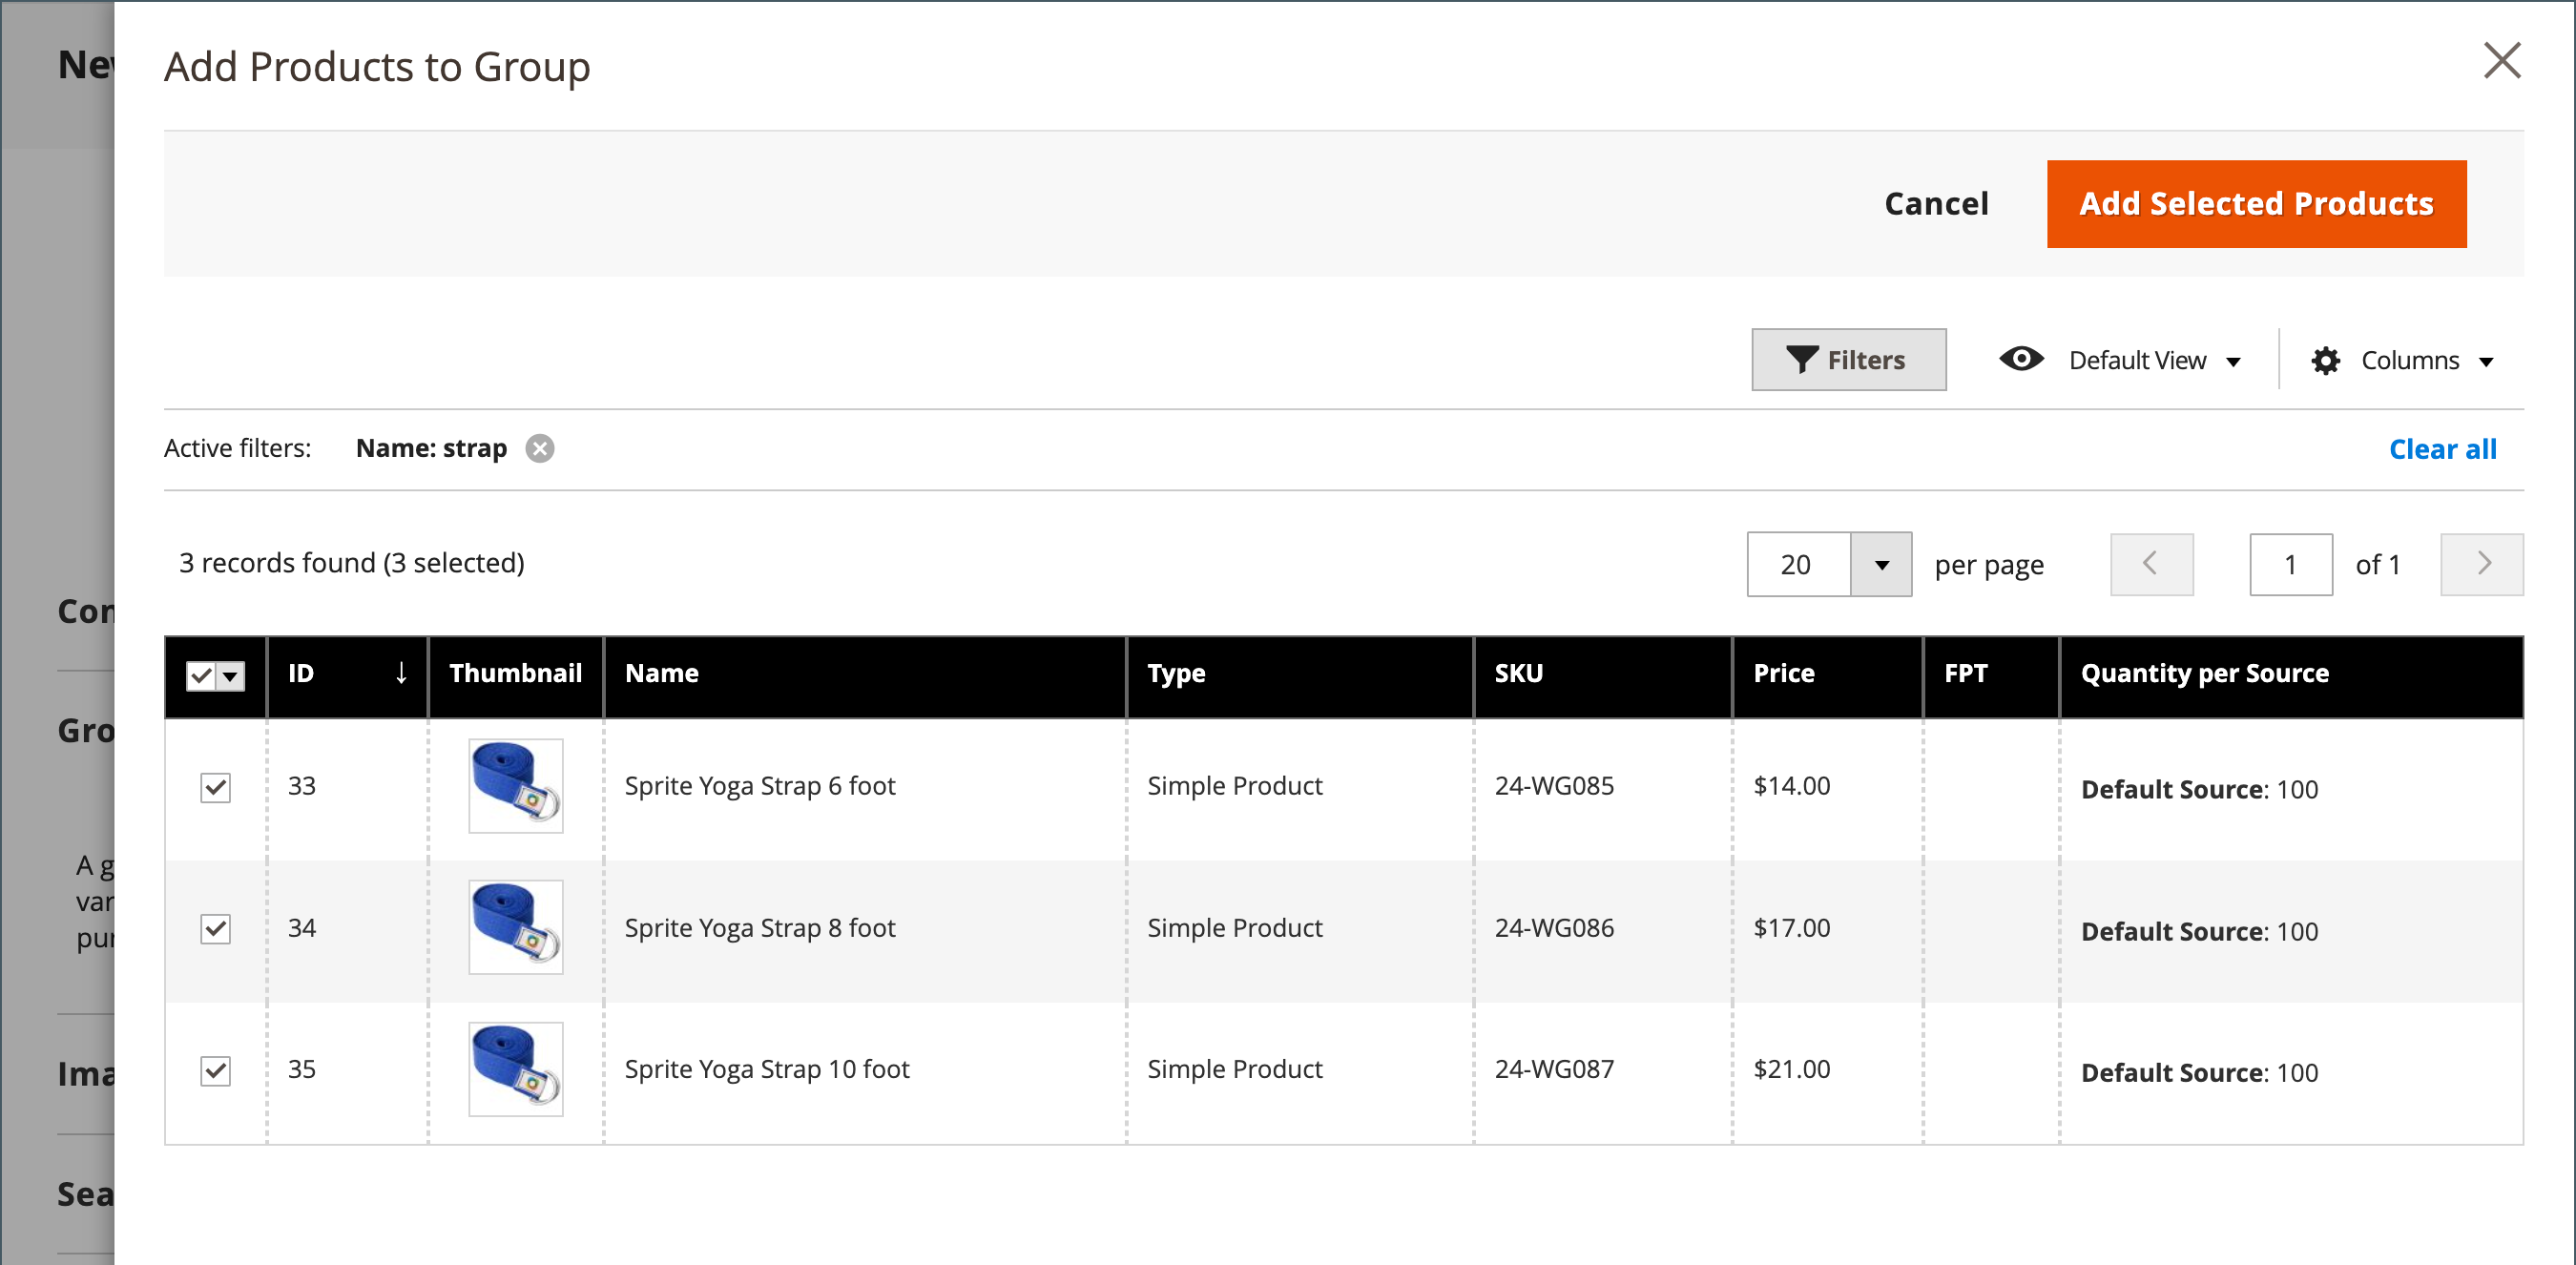 New
Add Products to Group
Cancel
Add Selected Products
Filters
Default View
Columns
Active filters: Name: strap
Clear all
3 records found (3 selected)
20 per page
1 of 1
ID Thumbnail Name Type SKU Price FPT Quantity per Source
33 Sprite Yoga Strap 6 foot Simple Product 24-WG085 $14.00 Default Source: 100
34 Sprite Yoga Strap 8 foot Simple Product 24-WG086 $17.00 Default Source: 100
35 Sprite Yoga Strap 10 foot Simple Product 24-WG087 $21.00 Default Source: 100
Con
Gro
A g
var
pur
Ima
Sea